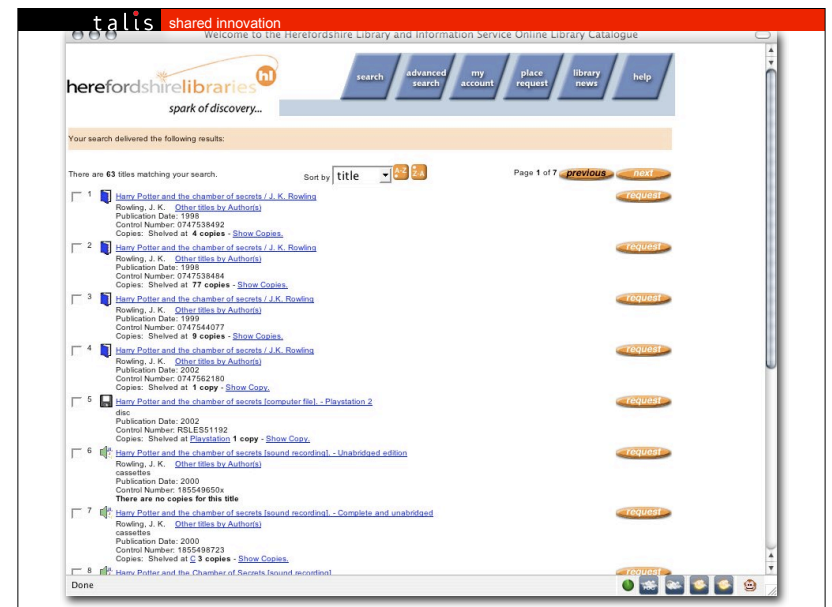 talis shared innovation
Welcome to the Herefordshire Library and Information Service Online Library Catalogue
herefordshirelibraries hl
spark of discovery...
search advanced search my account place request library news help
Your search delivered the following results:
There are 63 titles matching your search. Sort by title A-Z Z-A Page 1 of 7 previous next
1 Harry Potter and the chamber of secrets / J. K. Rowling request
Rowling, J. K. Other titles by Author(s)
Publication Date: 1998
Control Number: 0747538492
Copies: Shelved at 4 copies - Show Copies.
2 Harry Potter and the chamber of secrets / J. K. Rowling request
Rowling, J. K. Other titles by Author(s)
Publication Date: 1998
Control Number: 0747538484
Copies: Shelved at 77 copies - Show Copies.
3 Harry Potter and the chamber of secrets / J.K. Rowling request
Rowling, J. K. Other titles by Author(s)
Publication Date: 1999
Control Number: 0747544077
Copies: Shelved at 9 copies - Show Copies.
4 Harry Potter and the chamber of secrets / J.K. Rowling request
Rowling, J. K. Other titles by Author(s)
Publication Date: 2002
Control Number: 0747562180
Copies: Shelved at 1 copy - Show Copy.
5 Harry Potter and the chamber of secrets [computer file]. - Playstation 2 request
disc
Publication Date: 2002
Control Number: RSLES51192
Copies: Shelved at Playstation 1 copy - Show Copy.
6 Harry Potter and the chamber of secrets [sound recording]. - Unabridged edition request
Rowling, J. K. Other titles by Author(s)
cassettes
Publication Date: 2000
Control Number: 185549650x
There are no copies for this title
7 Harry Potter and the chamber of secrets [sound recording]. - Complete and unabridged request
Rowling, J. K. Other titles by Author(s)
cassettes
Publication Date: 2000
Control Number: 1855498723
Copies: Shelved at C 3 copies - Show Copies.
8 Harry Potter and the Chamber of Secrets [sound recording] request
Done